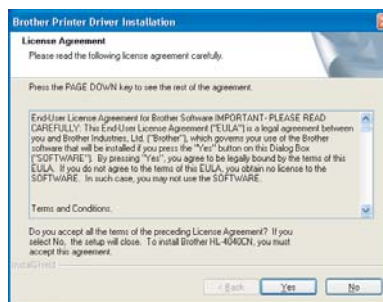 Brother Printer Driver Installation
License Agreement
Please read the following license agreement carefully.
Press the PAGE DOWN key to see the rest of the agreement.
End-User License Agreement for Brother Software IMPORTANT- PLEASE READ
CAREFULLY: This End-User License Agreement ("EULA") is a legal agreement between
you and Brother Industries, Ltd. ("Brother"), which governs your use of the Brother
software that will be installed if you press the "Yes" button on this Dialog Box
("SOFTWARE"). By pressing "Yes", you agree to be legally bound by the terms of this
EULA. If you do not agree to the terms of this EULA, you obtain no license to the
SOFTWARE. In such case, you may not use the SOFTWARE.
Terms and Conditions.
Do you accept all the terms of the preceding License Agreement? If you
select No, the setup will close. To install Brother HL-4040CN, you must
accept this agreement.
InstallShield
< Back Yes No